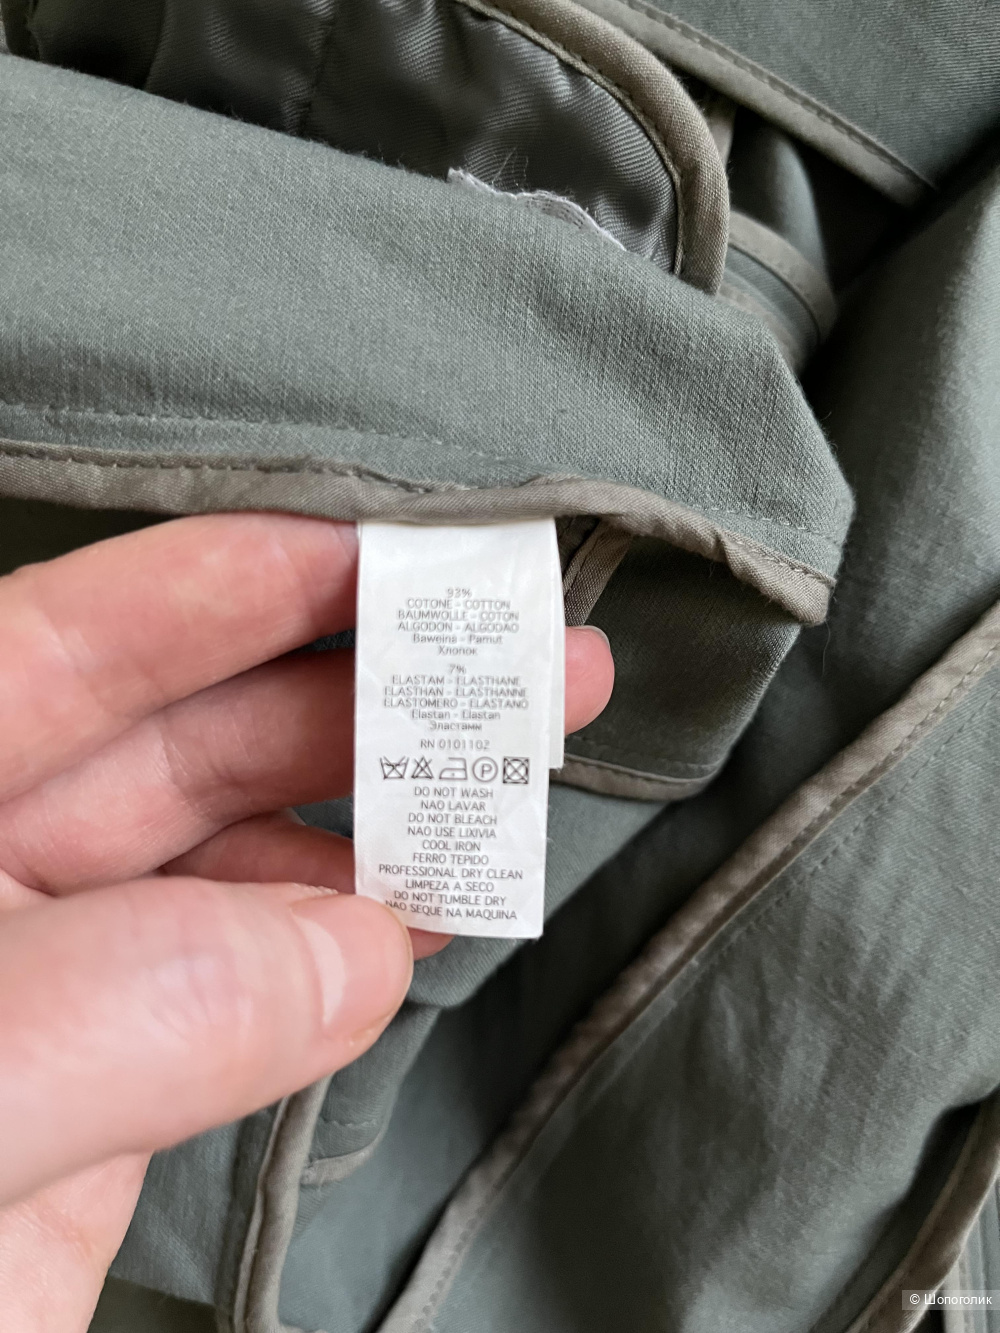 93%
COTONE - COTTON
BAUMWOLLE - COTON
ALGODON - ALGODAO
Bawełna - Pamut
Хлопок
7%
ELASTAM - ELASTHANE
ELASTHAN - ELASTHANNE
ELASTOMERO - ELASTANO
Elastan - Elastan
Эластамм
RN 0101102
P
DO NOT WASH
NAO LAVAR
DO NOT BLEACH
NAO USE LIXIVIA
COOL IRON
FERRO TEPIDO
PROFESSIONAL DRY CLEAN
LIMPEZA A SECO
DO NOT TUMBLE DRY
NAO SEQUE NA MAQUINA
© Шопоголик